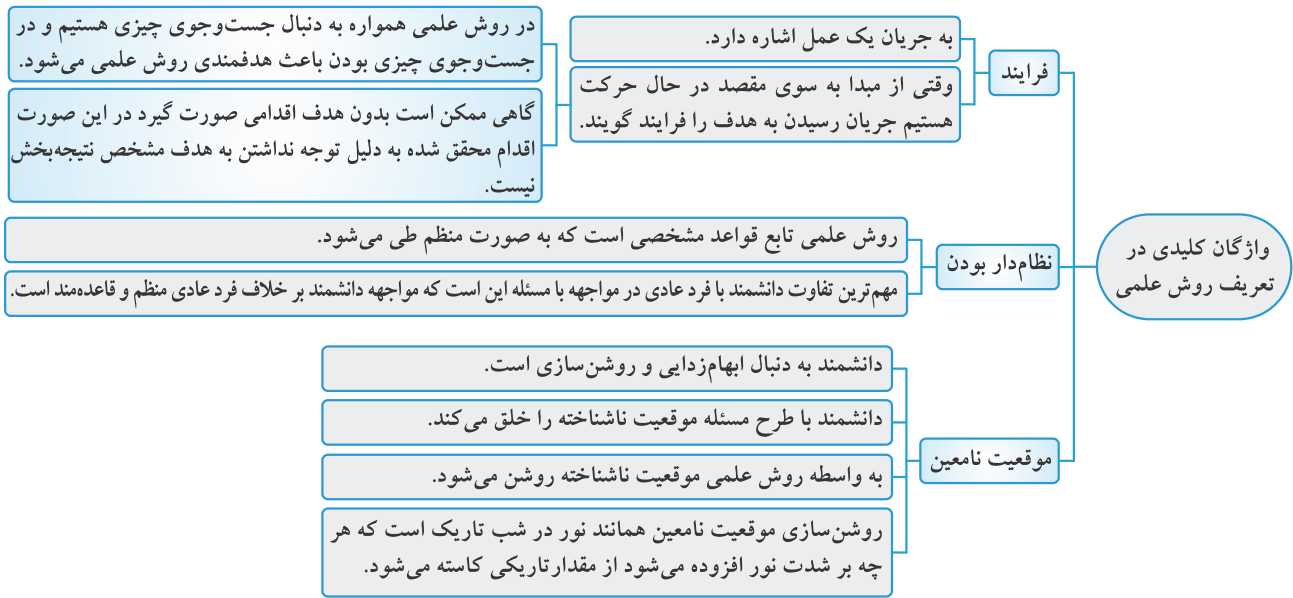 واژگان کلیدی در
تعریف روش علمی
فرایند
به جریان یک عمل اشاره دارد.
وقتی از مبدا به سوی مقصد در حال حرکت
هستیم جریان رسیدن به هدف را فرایند گویند.
در روش علمی همواره به دنبال جست‌وجوی چیزی هستیم و در
جست‌وجوی چیزی بودن باعث هدفمندی روش علمی می‌شود.
گاهی ممکن است بدون هدف اقدامی صورت گیرد در این صورت
اقدام محقق شده به دلیل توجه نداشتن به هدف مشخص نتیجه‌بخش
نیست.
نظام‌دار بودن
روش علمی تابع قواعد مشخصی است که به صورت منظم طی می‌شود.
مهم‌ترین تفاوت دانشمند با فرد عادی در مواجهه با مسئله این است که مواجهه دانشمند بر خلاف فرد عادی منظم و قاعده‌مند است.
موقعیت نامعین
دانشمند به دنبال ابهام‌زدایی و روشن‌سازی است.
دانشمند با طرح مسئله موقعیت ناشناخته را خلق می‌کند.
به واسطه روش علمی موقعیت ناشناخته روشن می‌شود.
روشن‌سازی موقعیت نامعین همانند نور در شب تاریک است که هر
چه بر شدت نور افزوده می‌شود از مقدارتاریکی کاسته می‌شود.